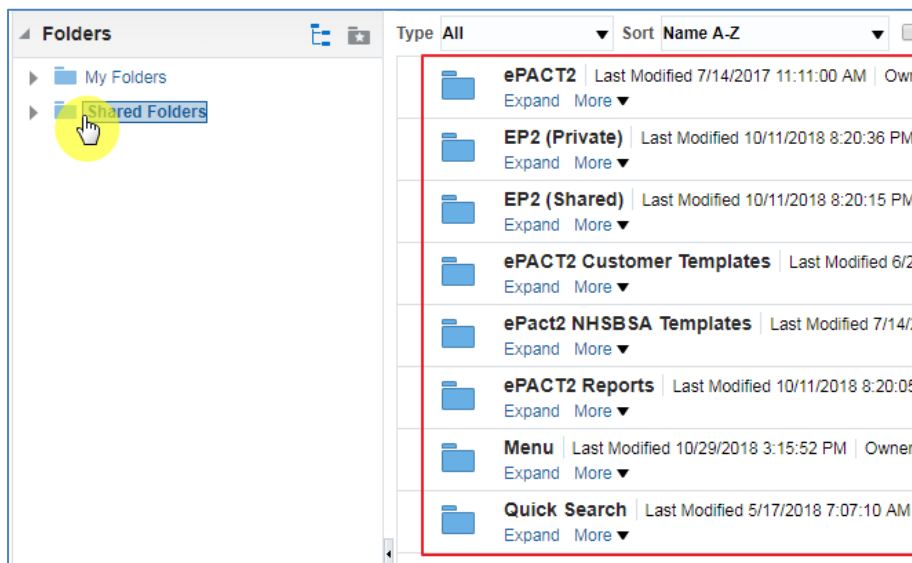 Folders
My Folders
Shared Folders
Type All Sort Name A-Z
ePACT2 Last Modified 7/14/2017 11:11:00 AM
Expand More
EP2 (Private) Last Modified 10/11/2018 8:20:36 PM
Expand More
EP2 (Shared) Last Modified 10/11/2018 8:20:15 PM
Expand More
ePACT2 Customer Templates Last Modified 6/2
Expand More
ePact2 NHSBSA Templates Last Modified 7/14/
Expand More
ePACT2 Reports Last Modified 10/11/2018 8:20:05
Expand More
Menu Last Modified 10/29/2018 3:15:52 PM Owner
Expand More
Quick Search Last Modified 5/17/2018 7:07:10 AM
Expand More